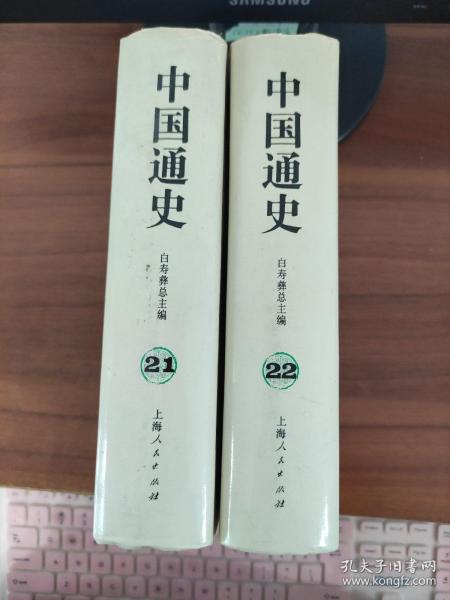 SAMSUNG
中国通史
白寿彝总主编
21
上海人民出版社
中国通史
白寿彝总主编
22
上海人民出版社
孔夫子旧书网
www.kongfz.com